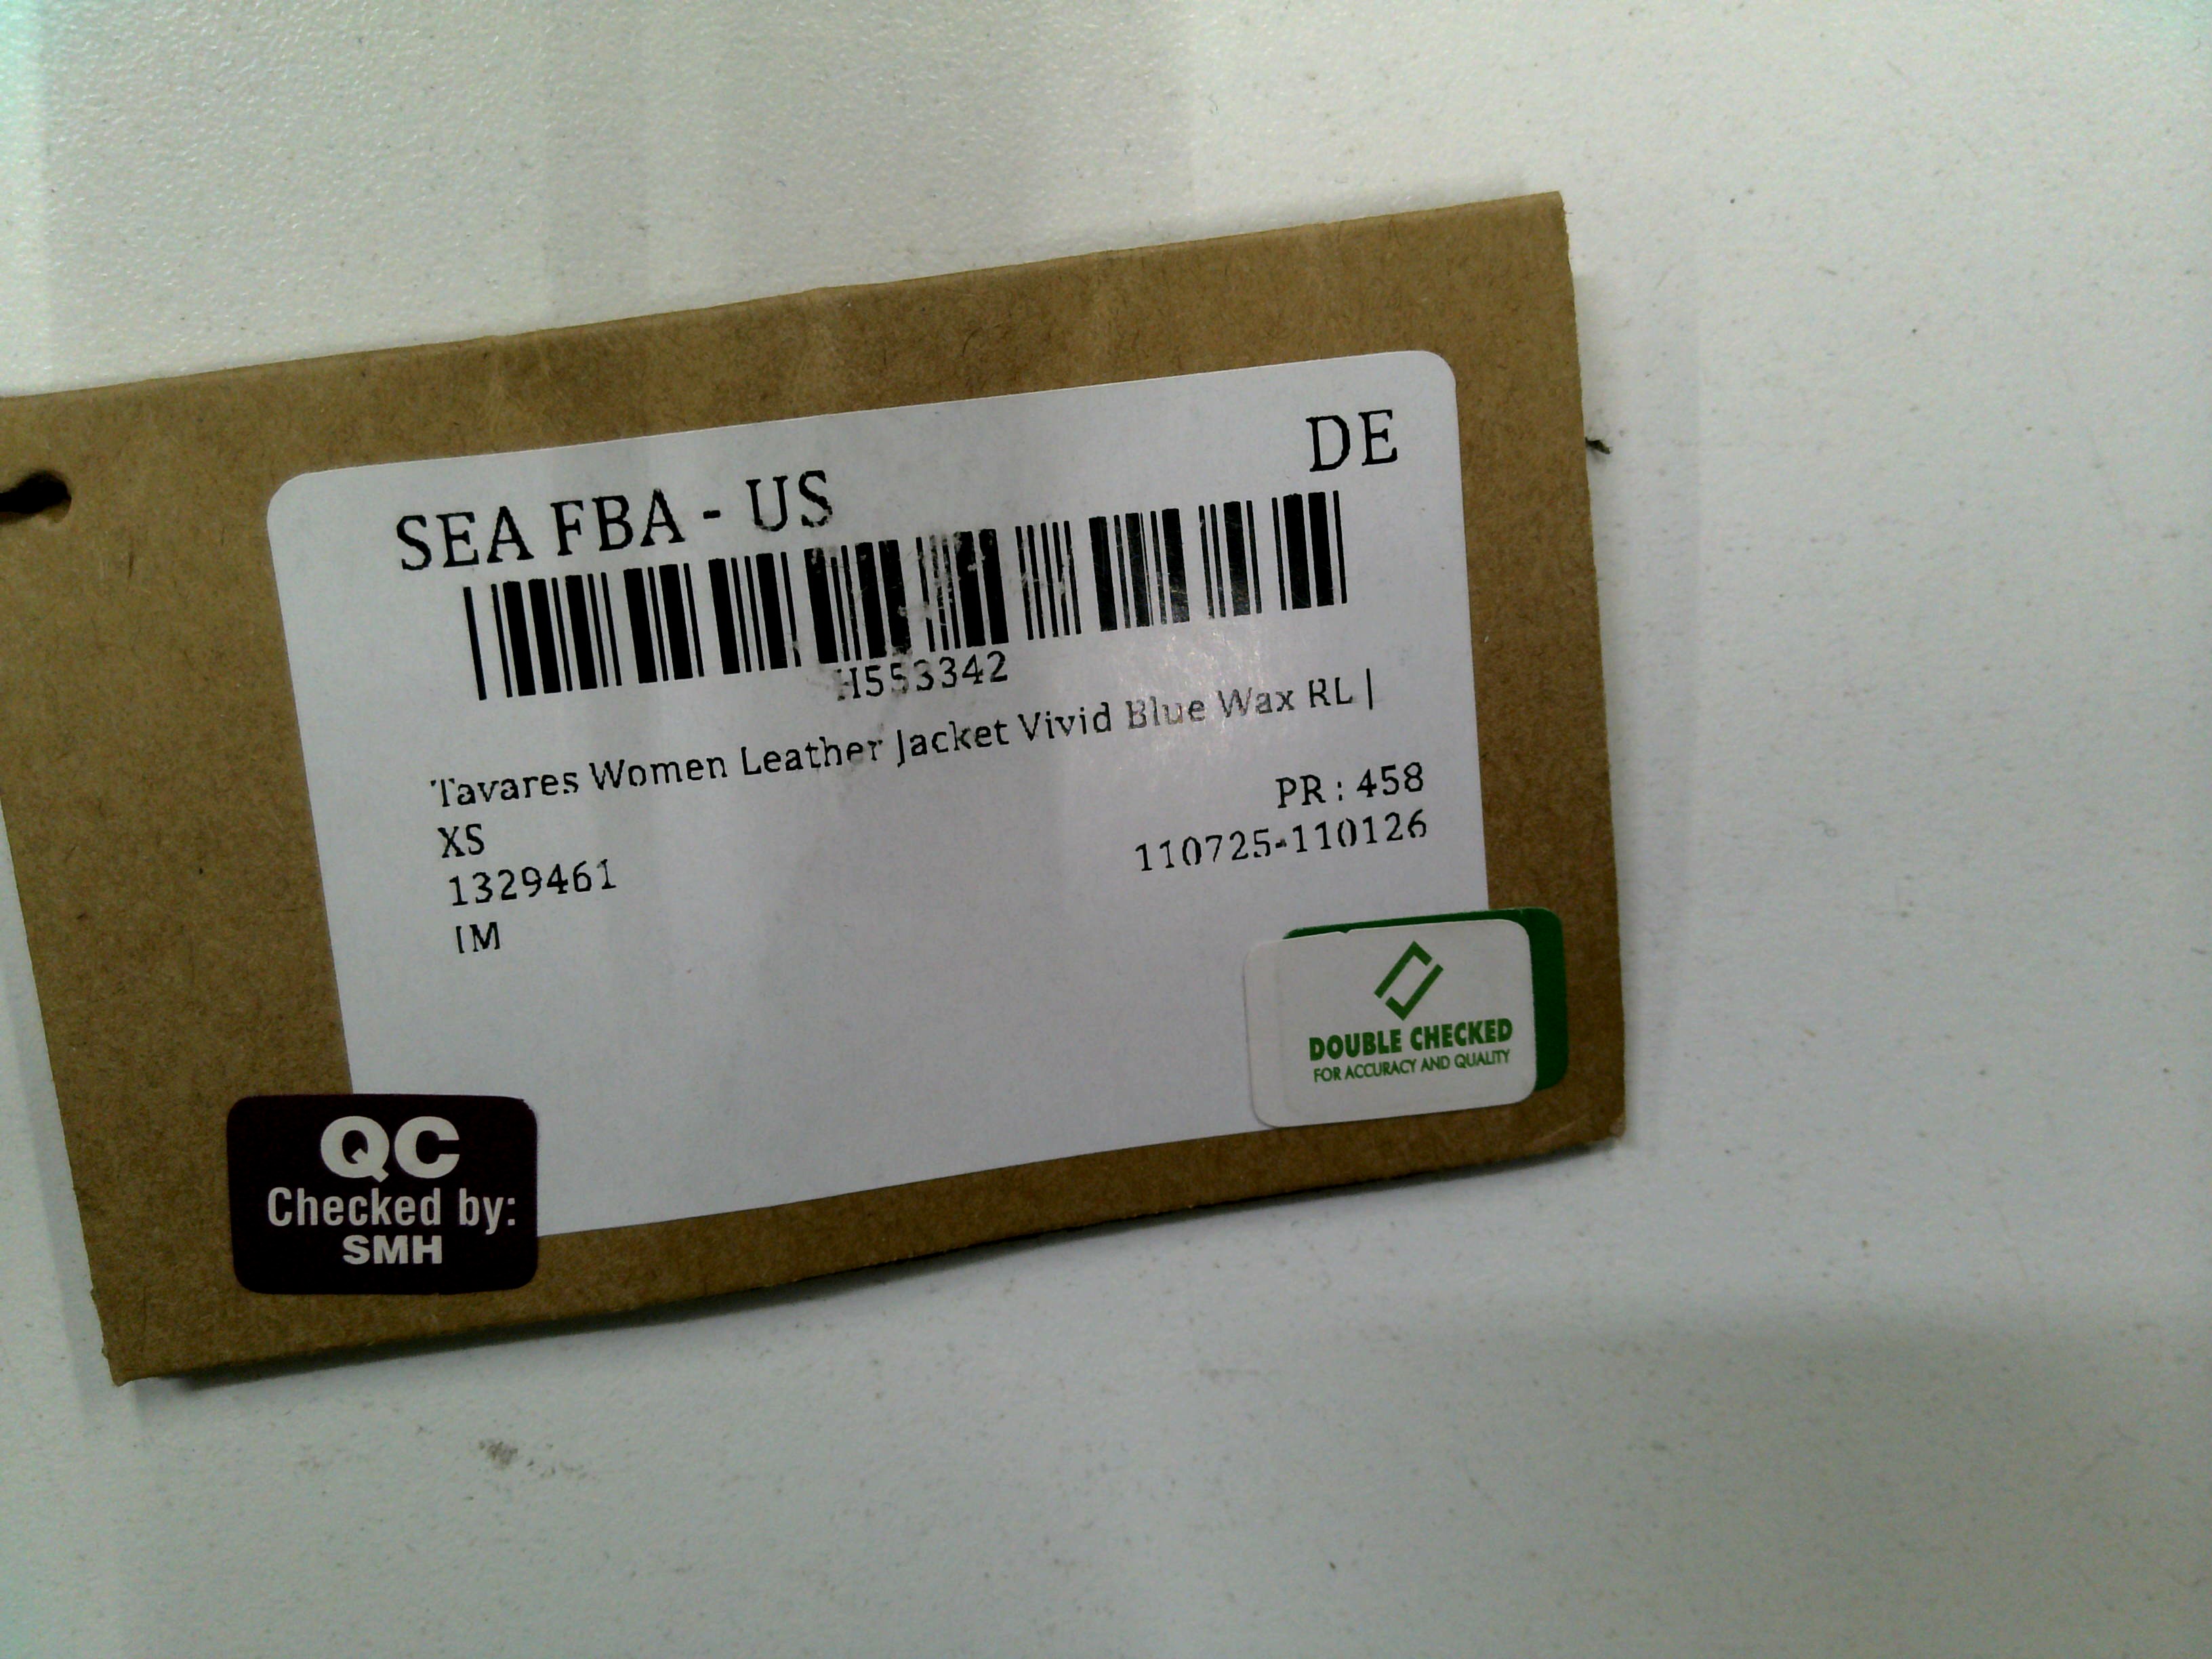 SEA FBA - US
DE
H553342
Tavares Women Leather Jacket Vivid Blue Wax RL |
XS
PR : 458
1329461
110725-110126
IM
DOUBLE CHECKED
FOR ACCURACY AND QUALITY
QC
Checked by:
SMH